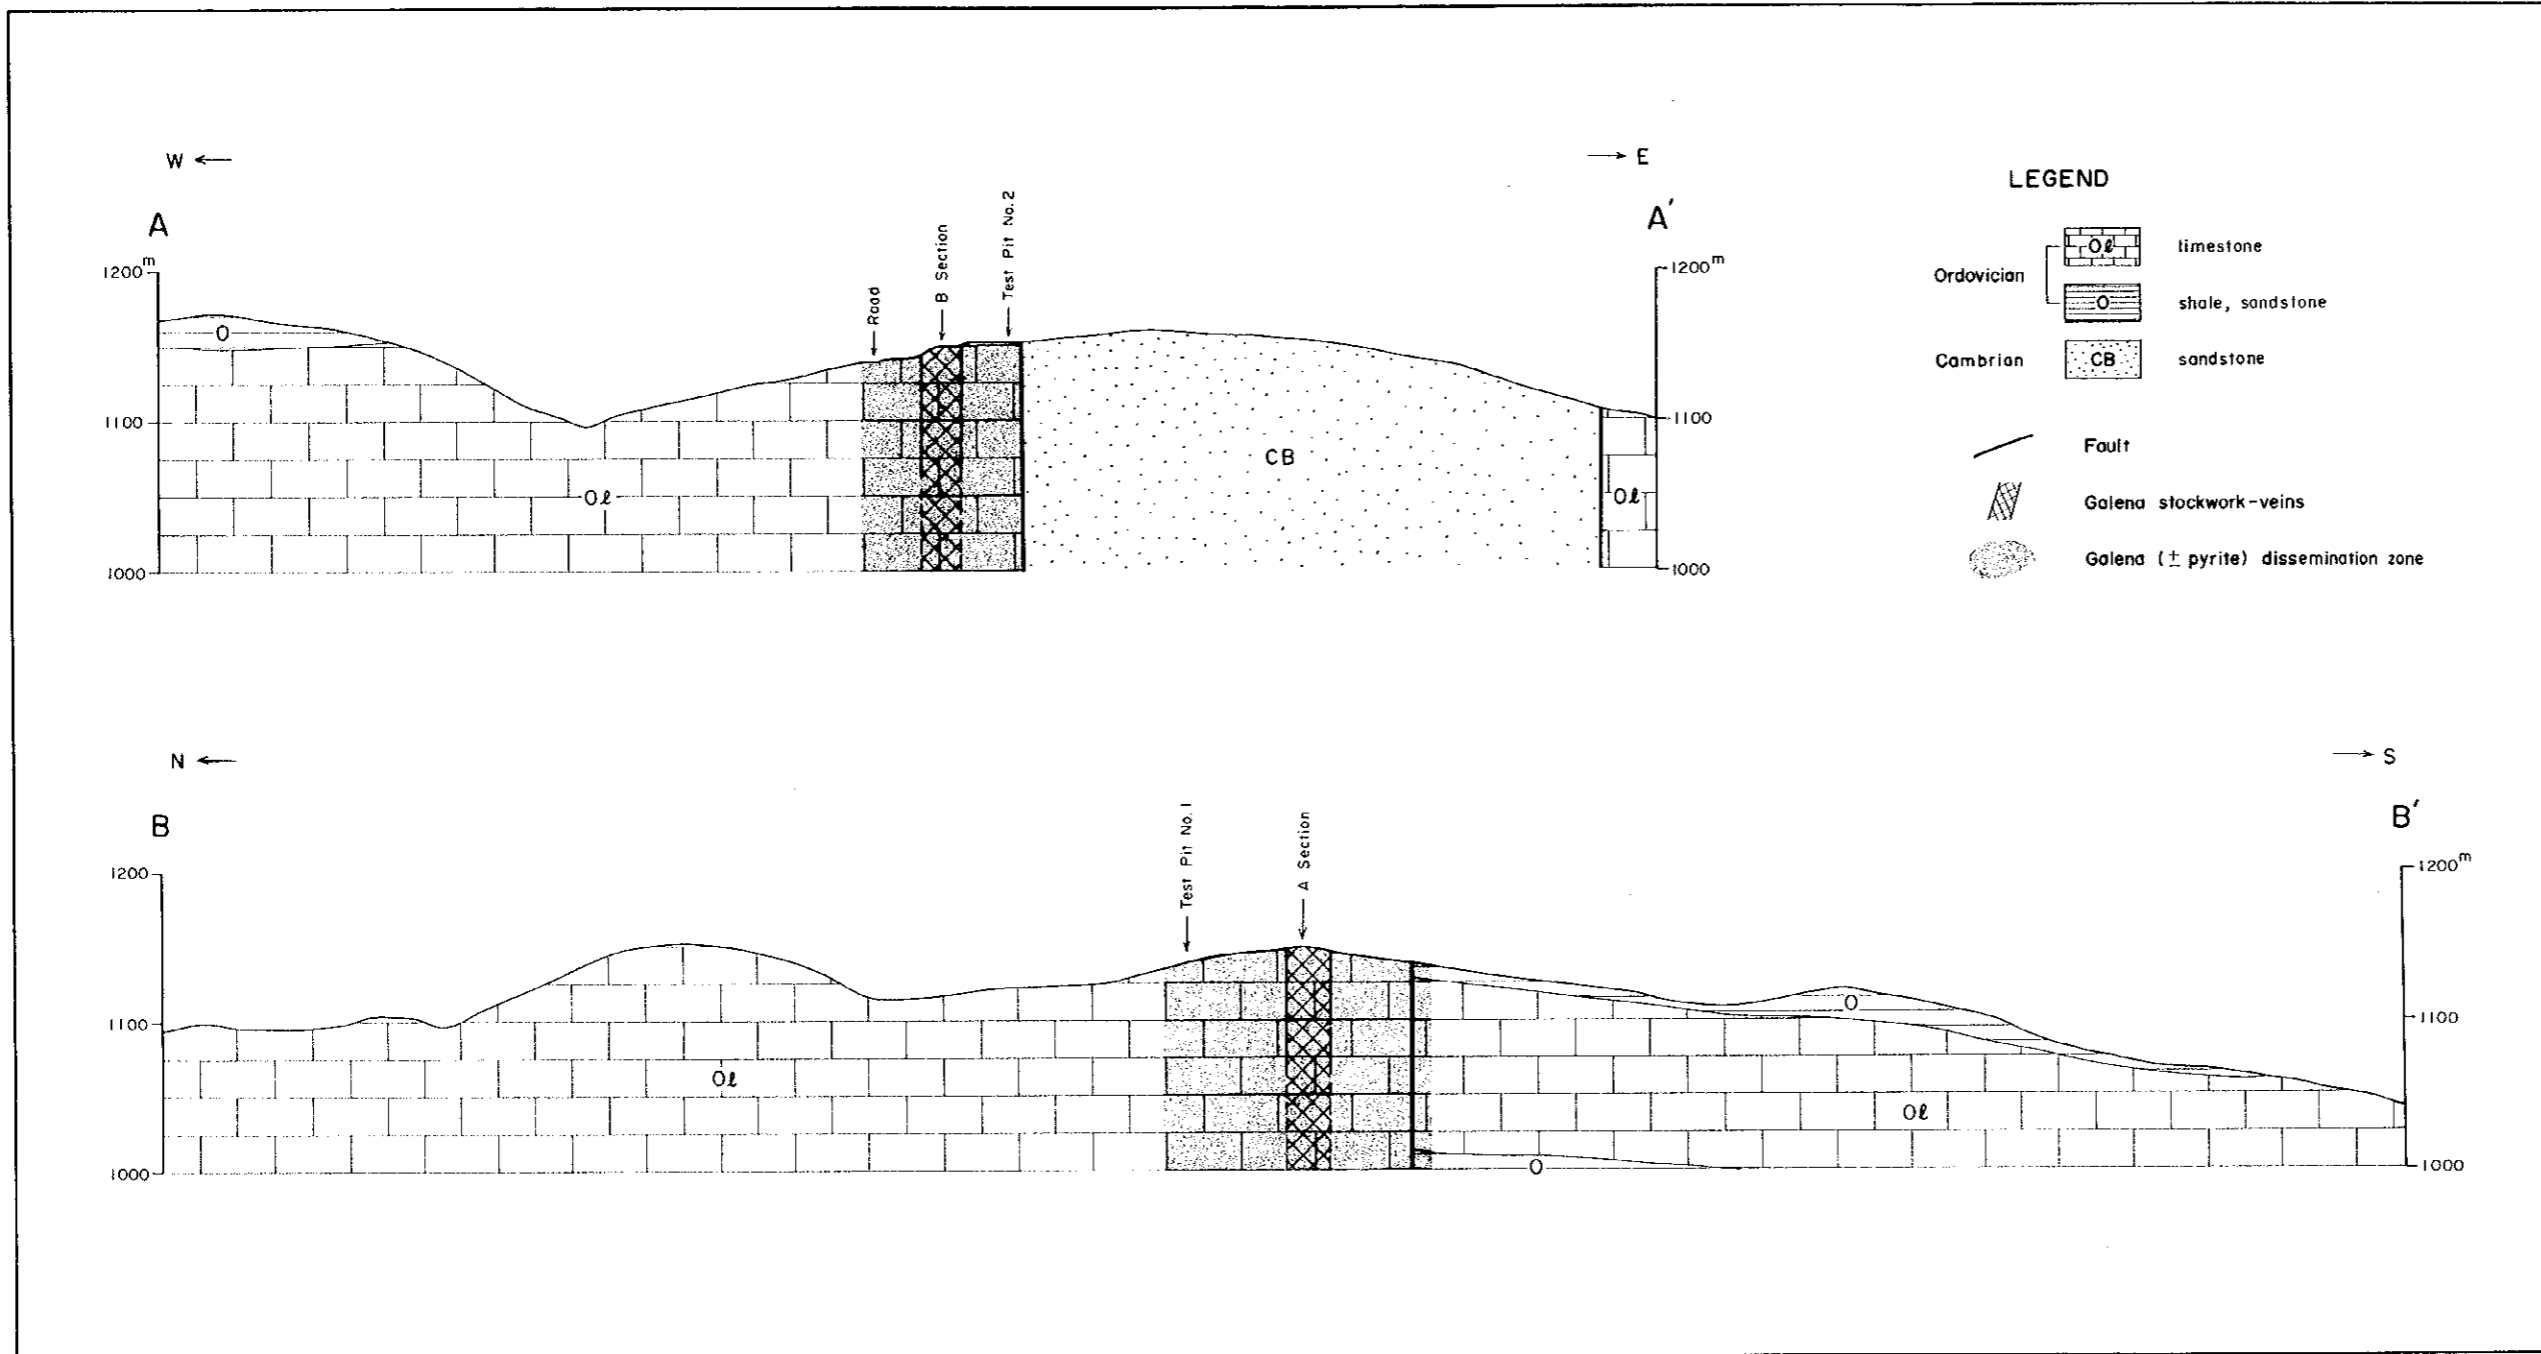 W ← → E
A A′
Road
B Section
Test Pit No. 2
1200m 1200m
O
1100 1100
CB
Ol Ol
1000 1000
LEGEND
Ordovician
Ol limestone
O shale, sandstone
Cambrian CB sandstone
Fault
Galena stockwork-veins
Galena (± pyrite) dissemination zone
N ← → S
B B′
Test Pit No. 1
A Section
1200 1200m
O
1100 1100
Ol Ol
O
1000 1000